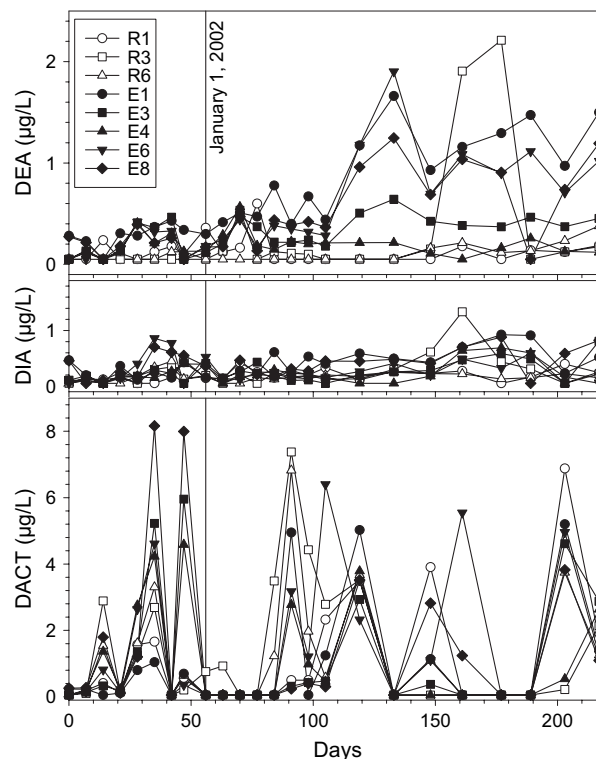 R1
R3
R6
E1
E3
E4
E6
E8
January 1, 2002
DEA (µg/L)
2
1
0
DIA (µg/L)
1
0
DACT (µg/L)
8
6
4
2
0
0 50 100 150 200
Days